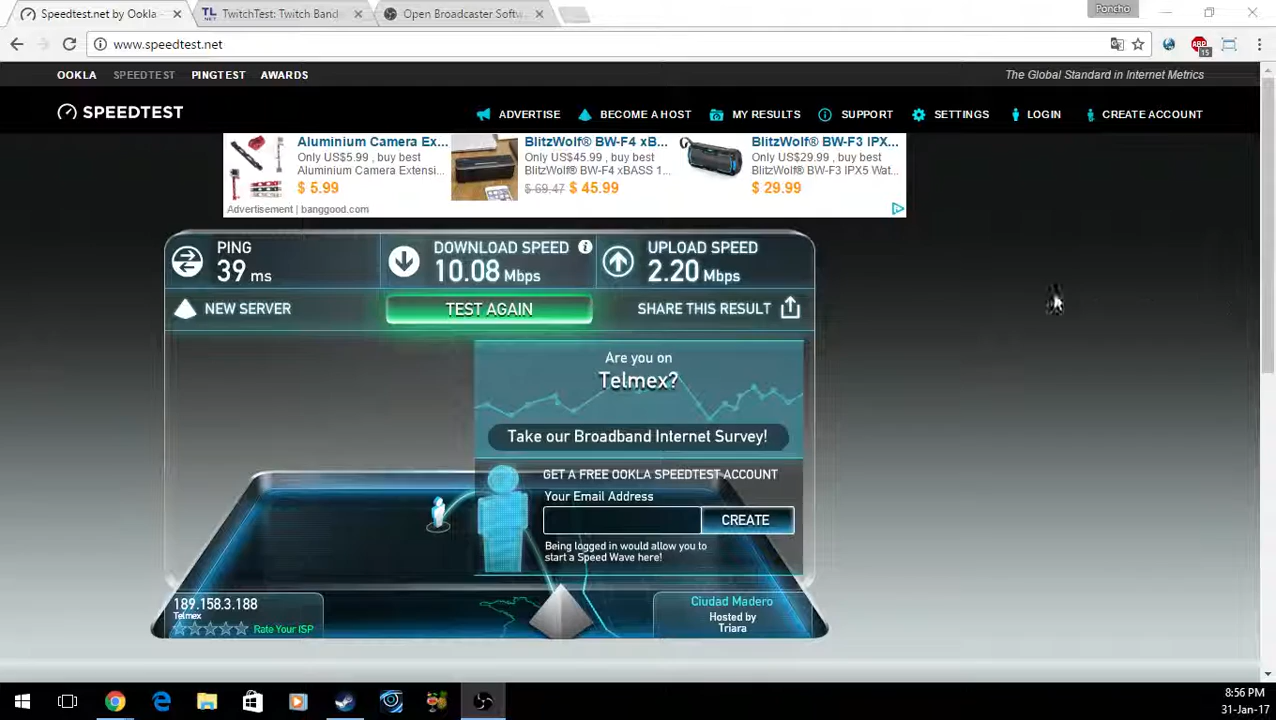 Speedtest.net by Ookla -
TwitchTest: Twitch Band
Open Broadcaster Softw
Poncho
www.speedtest.net
ABP
15
OOKLA SPEEDTEST PINGTEST AWARDS
The Global Standard in Internet Metrics
SPEEDTEST
ADVERTISE BECOME A HOST MY RESULTS SUPPORT SETTINGS LOGIN CREATE ACCOUNT
Aluminium Camera Ex...
Only US$5.99 , buy best
Aluminium Camera Extensi...
$ 5.99
BlitzWolf® BW-F4 xB...
Only US$45.99 , buy best
BlitzWolf® BW-F4 xBASS 1...
$ 69.47 $ 45.99
BlitzWolf® BW-F3 IPX...
Only US$29.99 , buy best
BlitzWolf® BW-F3 IPX5 Wat...
$ 29.99
Advertisement | banggood.com
PING
39 ms
DOWNLOAD SPEED
10.08 Mbps
UPLOAD SPEED
2.20 Mbps
NEW SERVER
TEST AGAIN
SHARE THIS RESULT
Are you on
Telmex?
Take our Broadband Internet Survey!
GET A FREE OOKLA SPEEDTEST ACCOUNT
Your Email Address
CREATE
Being logged in would allow you to
start a Speed Wave here!
189.158.3.188
Telmex
Rate Your ISP
Ciudad Madero
Hosted by
Triara
8:56 PM
31-Jan-17